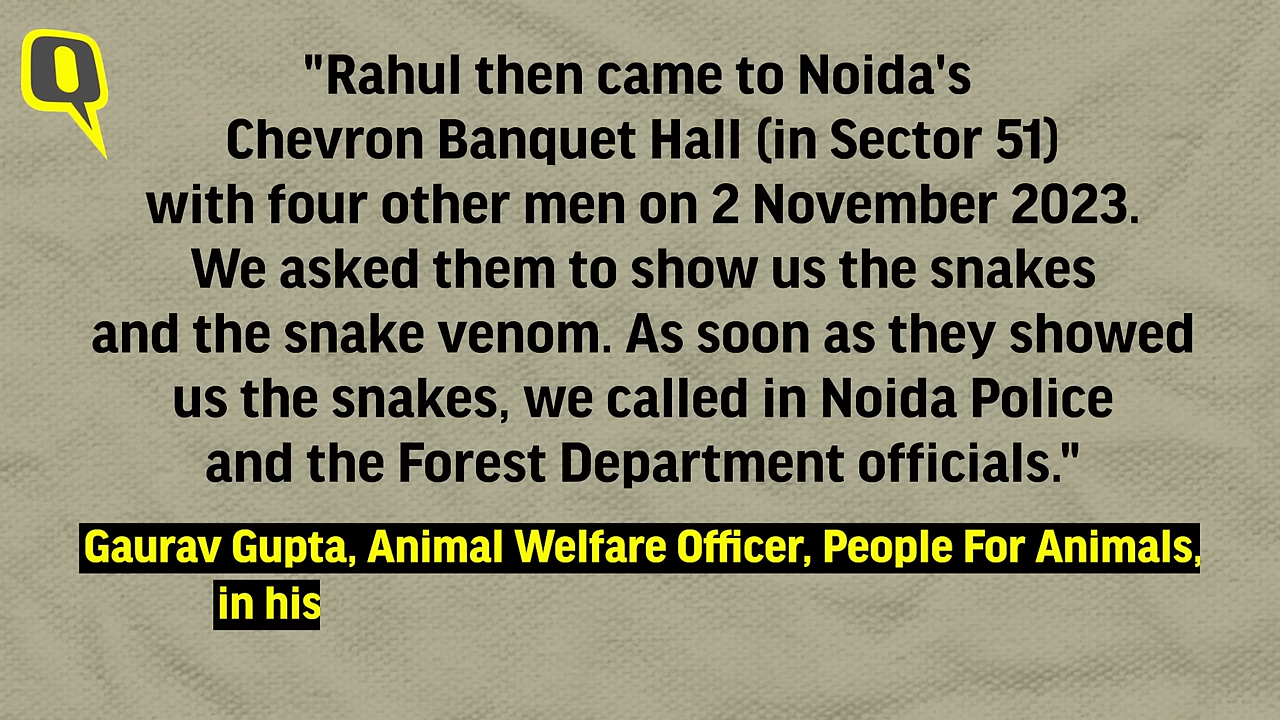 Q
"Rahul then came to Noida's
Chevron Banquet Hall (in Sector 51)
with four other men on 2 November 2023.
We asked them to show us the snakes
and the snake venom. As soon as they showed
us the snakes, we called in Noida Police
and the Forest Department officials."
Gaurav Gupta, Animal Welfare Officer, People For Animals,
in his